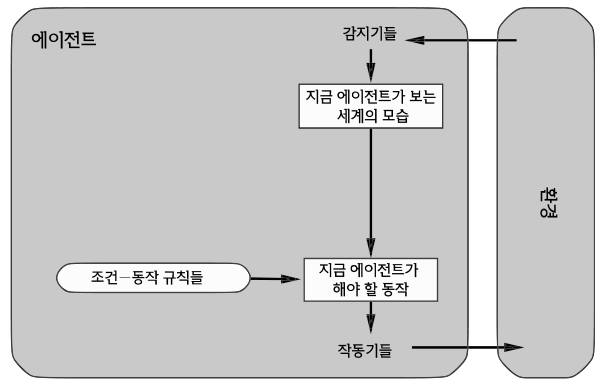 에이전트
감지기들
지금 에이전트가 보는
세계의 모습
환경
조건—동작 규칙들
지금 에이전트가
해야 할 동작
작동기들